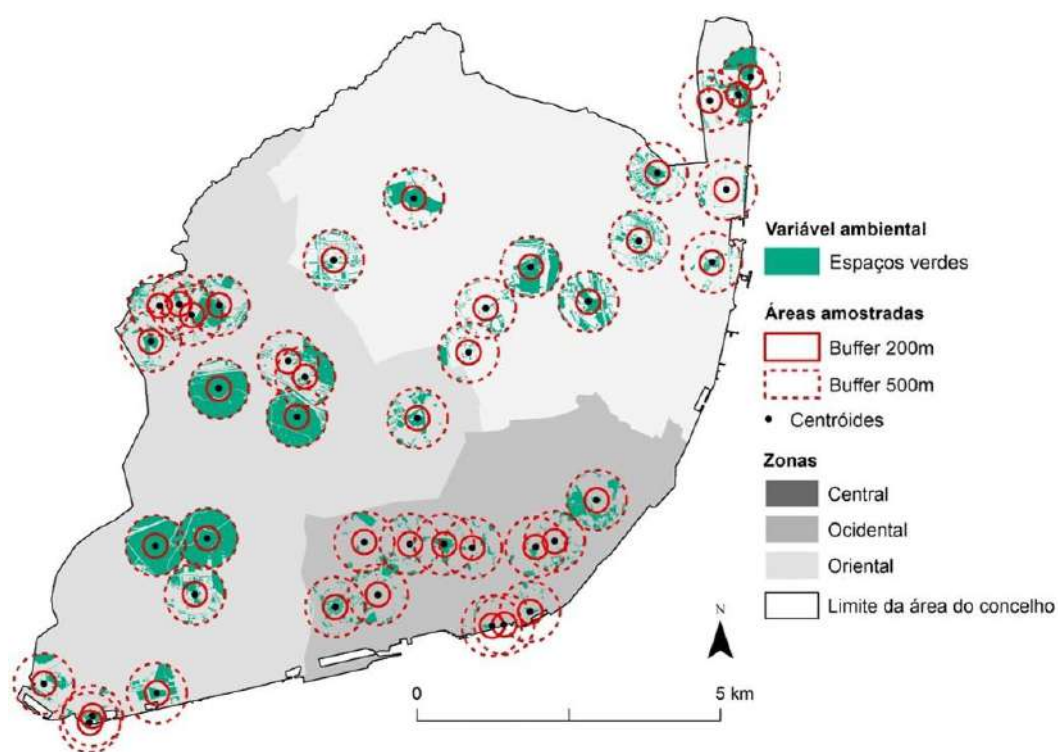 Variável ambiental
Espaços verdes
Áreas amostradas
Buffer 200m
Buffer 500m
Centróides
Zonas
Central
Ocidental
Oriental
Limite da área do concelho
N
0
5 km